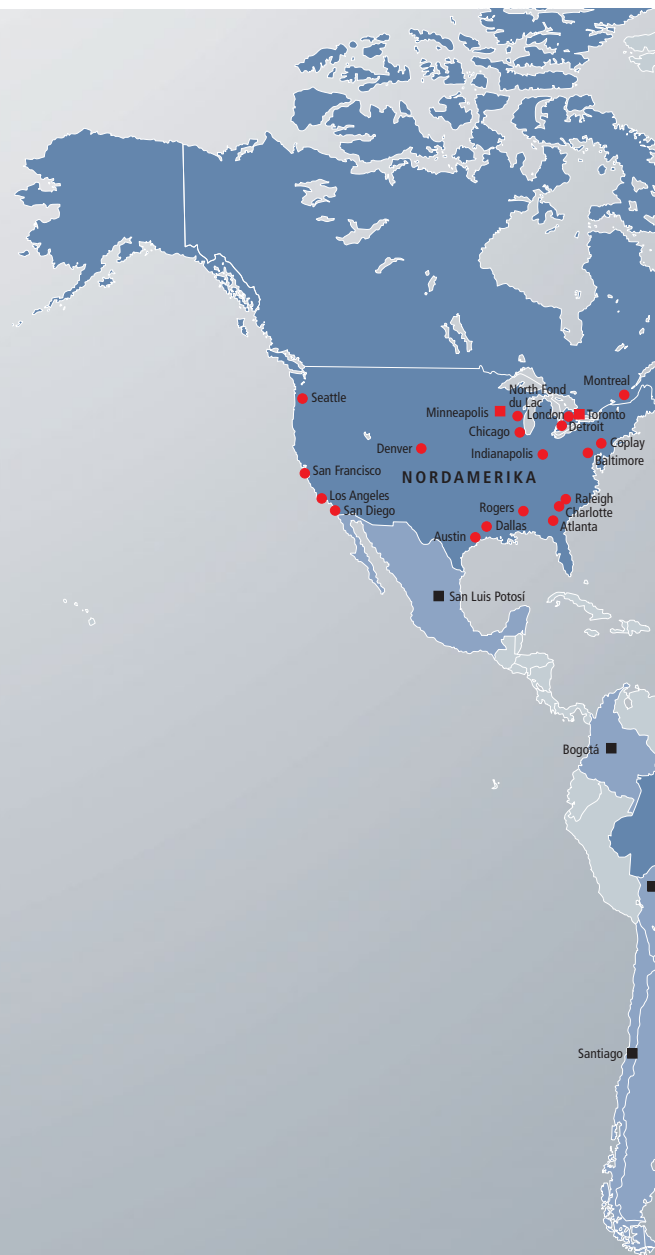 Montreal
North Fond
du Lac
Seattle
Minneapolis
London
Toronto
Detroit
Chicago
Coplay
Denver
Indianapolis
Baltimore
San Francisco
NORDAMERIKA
Los Angeles
Raleigh
San Diego
Rogers
Charlotte
Dallas
Atlanta
Austin
San Luis Potosí
Bogotá
Santiago